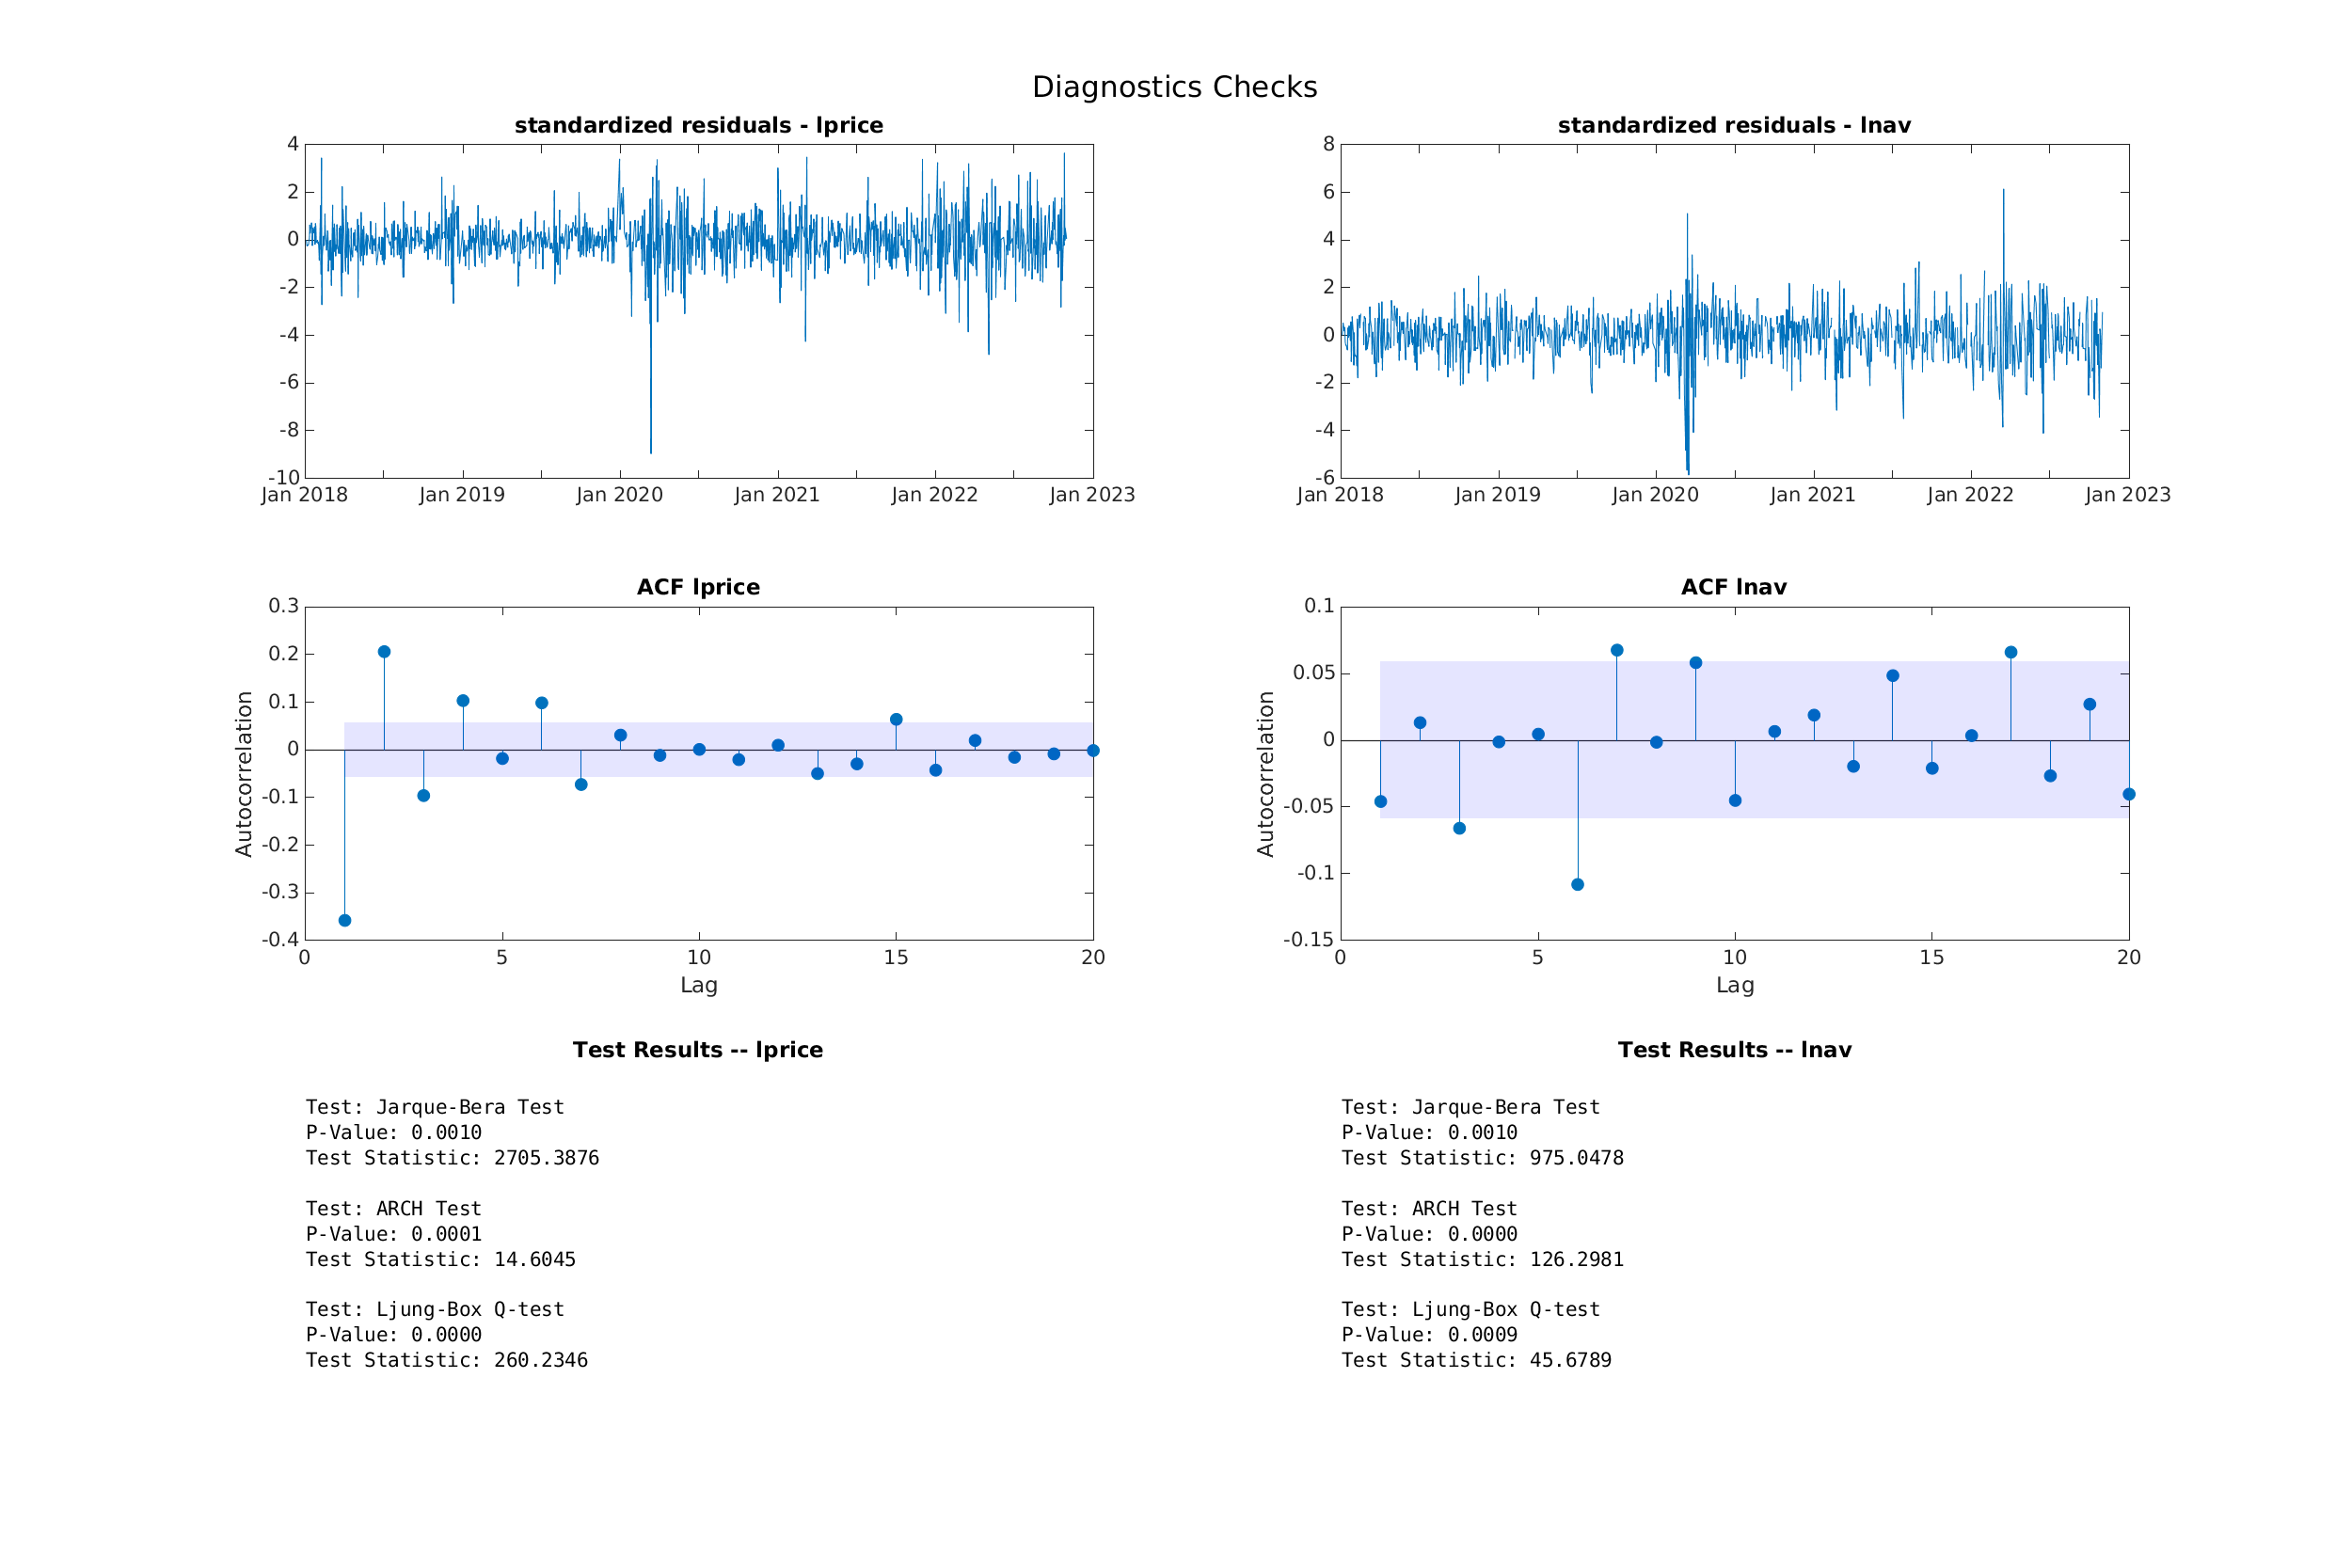 Diagnostics Checks
standardized residuals - lprice
4
2
0
-2
-4
-6
-8
-10
Jan 2018
Jan 2019
Jan 2020
Jan 2021
Jan 2022
Jan 2023
standardized residuals - lnav
8
6
4
2
0
-2
-4
-6
Jan 2018
Jan 2019
Jan 2020
Jan 2021
Jan 2022
Jan 2023
ACF lprice
Autocorrelation
0.3
0.2
0.1
0
-0.1
-0.2
-0.3
-0.4
0
5
10
15
20
Lag
ACF lnav
Autocorrelation
0.1
0.05
0
-0.05
-0.1
-0.15
0
5
10
15
20
Lag
Test Results -- lprice
Test: Jarque-Bera Test
P-Value: 0.0010
Test Statistic: 2705.3876
Test: ARCH Test
P-Value: 0.0001
Test Statistic: 14.6045
Test: Ljung-Box Q-test
P-Value: 0.0000
Test Statistic: 260.2346
Test Results -- lnav
Test: Jarque-Bera Test
P-Value: 0.0010
Test Statistic: 975.0478
Test: ARCH Test
P-Value: 0.0000
Test Statistic: 126.2981
Test: Ljung-Box Q-test
P-Value: 0.0009
Test Statistic: 45.6789